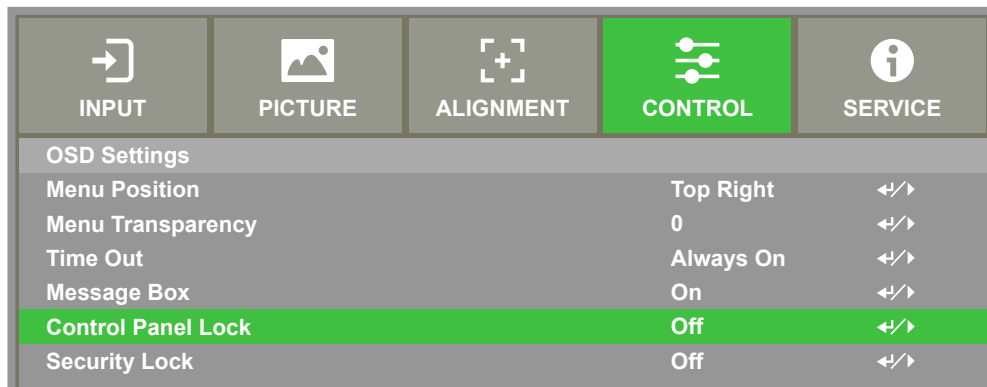 INPUT PICTURE ALIGNMENT CONTROL SERVICE
OSD Settings
Menu Position Top Right
Menu Transparency 0
Time Out Always On
Message Box On
Control Panel Lock Off
Security Lock Off